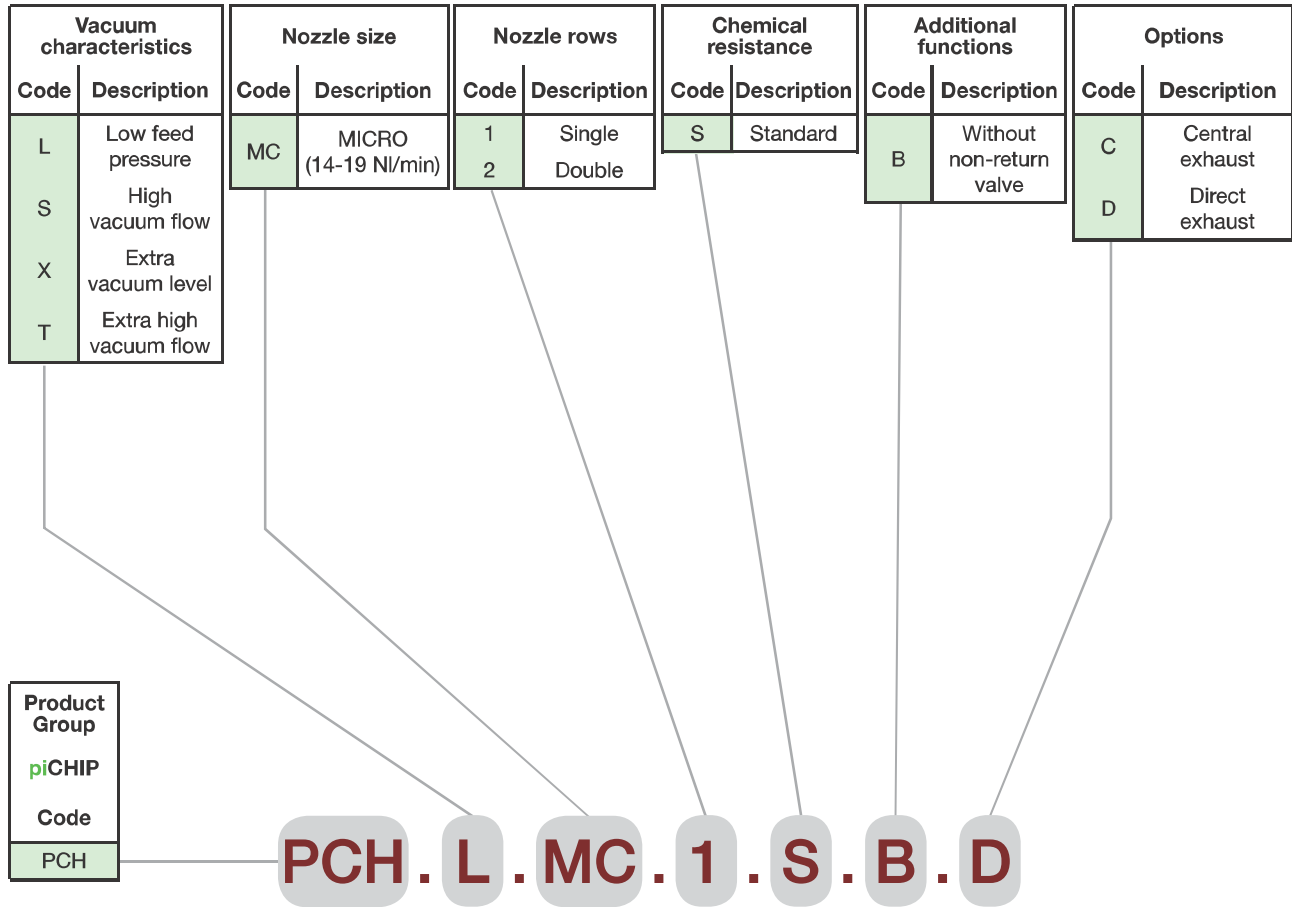 Vacuum
characteristics
Code Description
L Low feed
pressure
S High
vacuum flow
X Extra
vacuum level
T Extra high
vacuum flow
Nozzle size
Code Description
MC MICRO
(14-19 Nl/min)
Nozzle rows
Code Description
1 Single
2 Double
Chemical
resistance
Code Description
S Standard
Additional
functions
Code Description
B Without
non-return
valve
Options
Code Description
C Central
exhaust
D Direct
exhaust
Product
Group
piCHIP
Code
PCH
PCH . L . MC . 1 . S . B . D